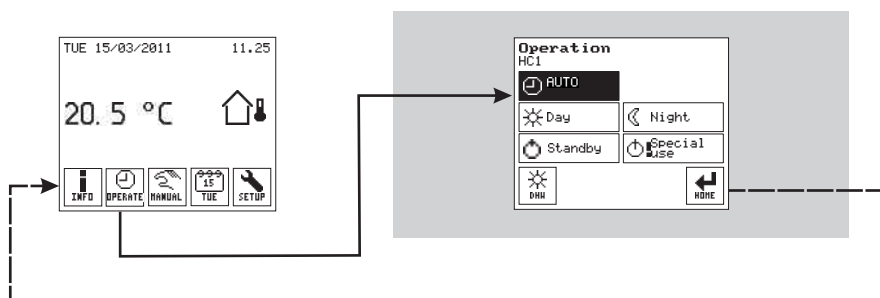 TUE 15/03/2011 11.25
20.5 °C
INFO OPERATE MANUAL 15 TUE SETUP
Operation
HC1
AUTO
Day Night
Standby Special use
DHW HOME